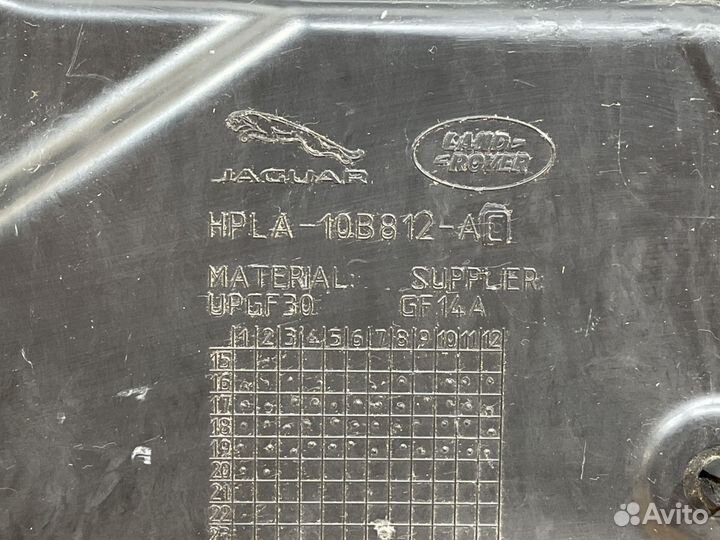 JAGUAR
LAND-
-ROVER
HPLA-10B812-AC
MATERIAL: SUPPLIER:
UPGF30 GF14A
1 2 3 4 5 6 7 8 9 10 11 12
15
16
17
18
19
20
21
22
23
Avito